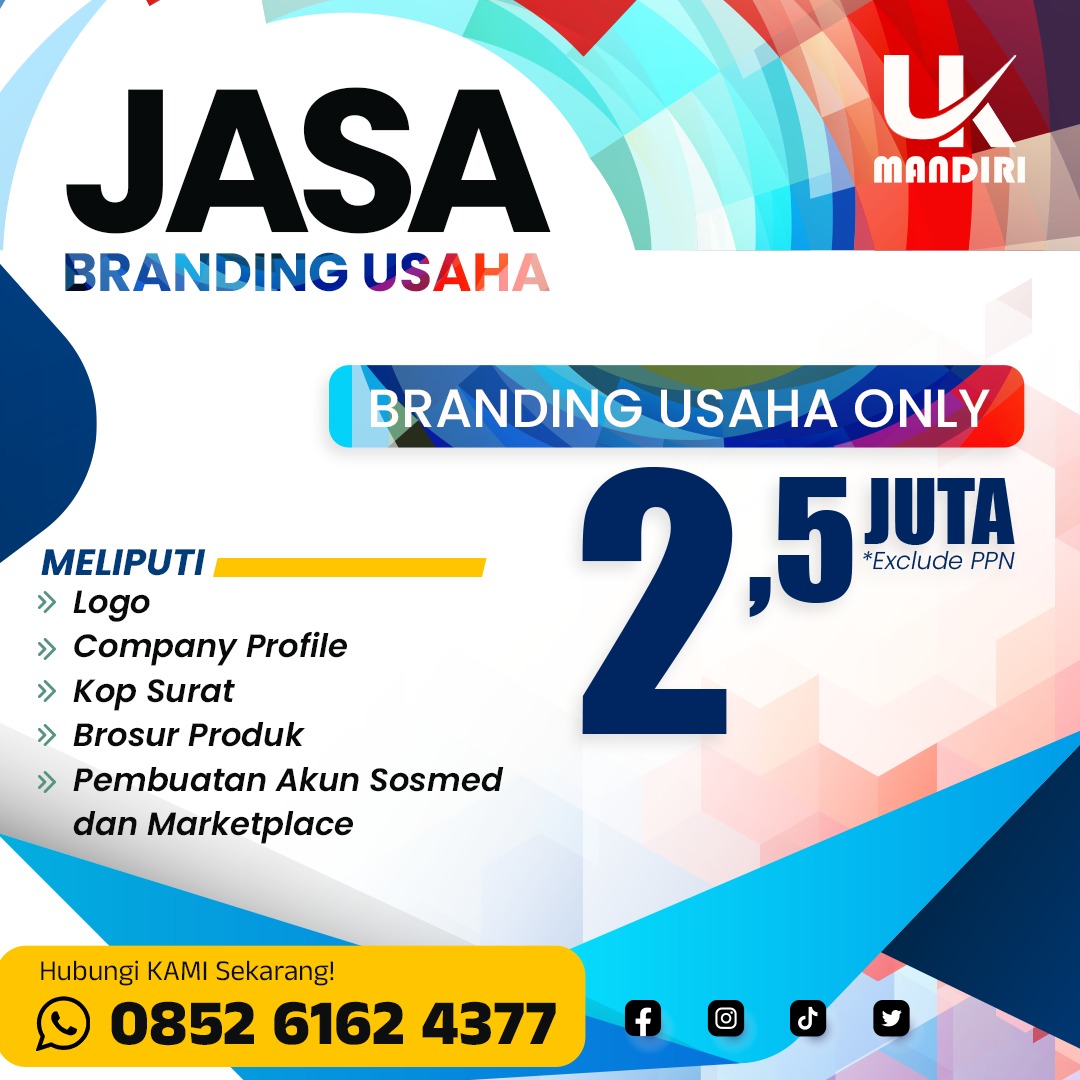 JASA
BRANDING USAHA
UK
MANDIRI
BRANDING USAHA ONLY
2,5 JUTA
*Exclude PPN
MELIPUTI
Logo
Company Profile
Kop Surat
Brosur Produk
Pembuatan Akun Sosmed
dan Marketplace
Hubungi KAMI Sekarang!
0852 6162 4377